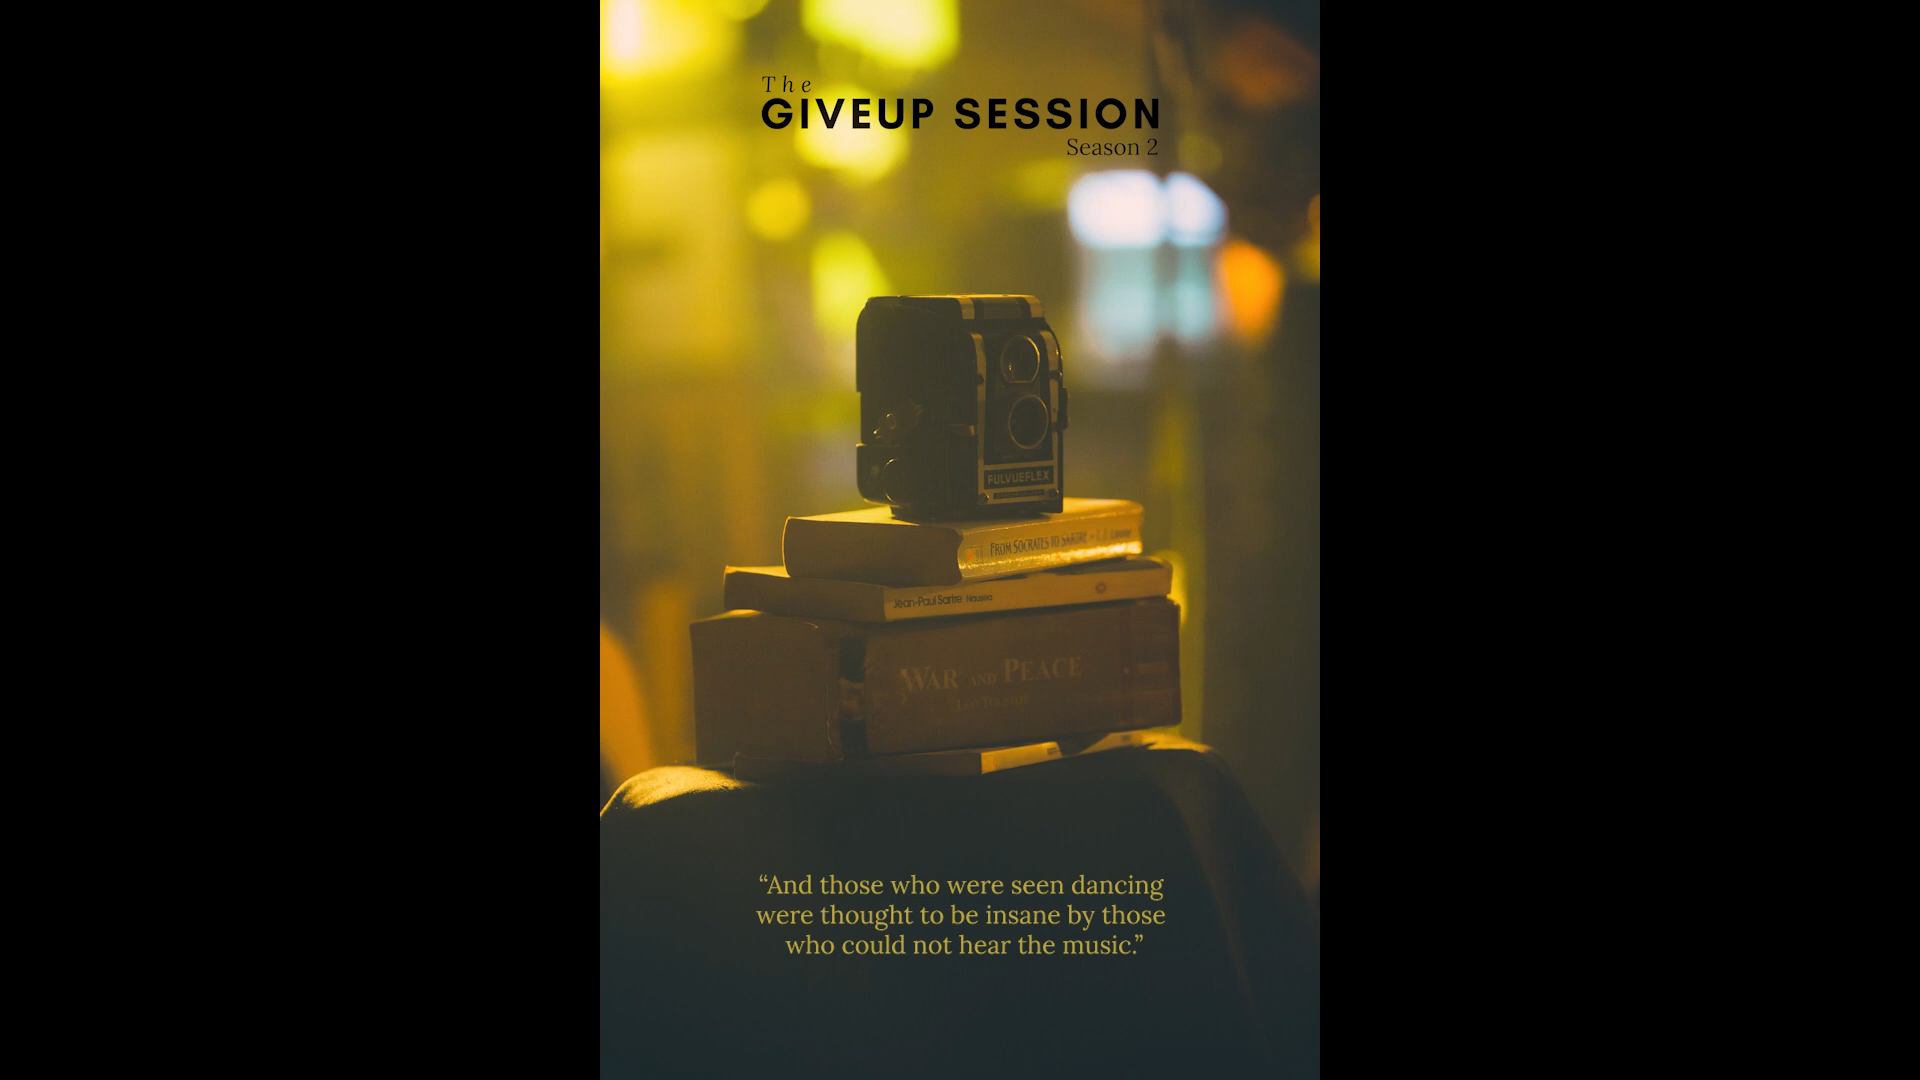 The
GIVEUP SESSION
Season 2
FULVUEFLEX
FROM SOCRATES TO SARTRE
Jean-Paul Sartre Nausea
WAR AND PEACE
“And those who were seen dancing
were thought to be insane by those
who could not hear the music.”